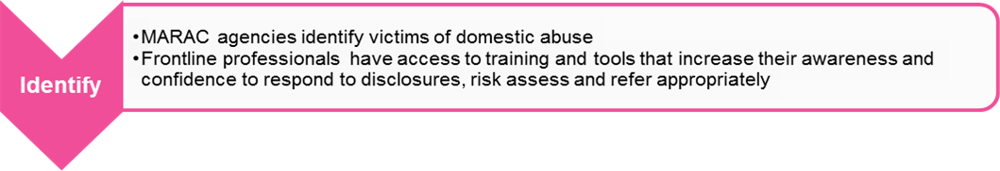 Identify
•MARAC agencies identify victims of domestic abuse
•Frontline professionals have access to training and tools that increase their awareness and
confidence to respond to disclosures, risk assess and refer appropriately